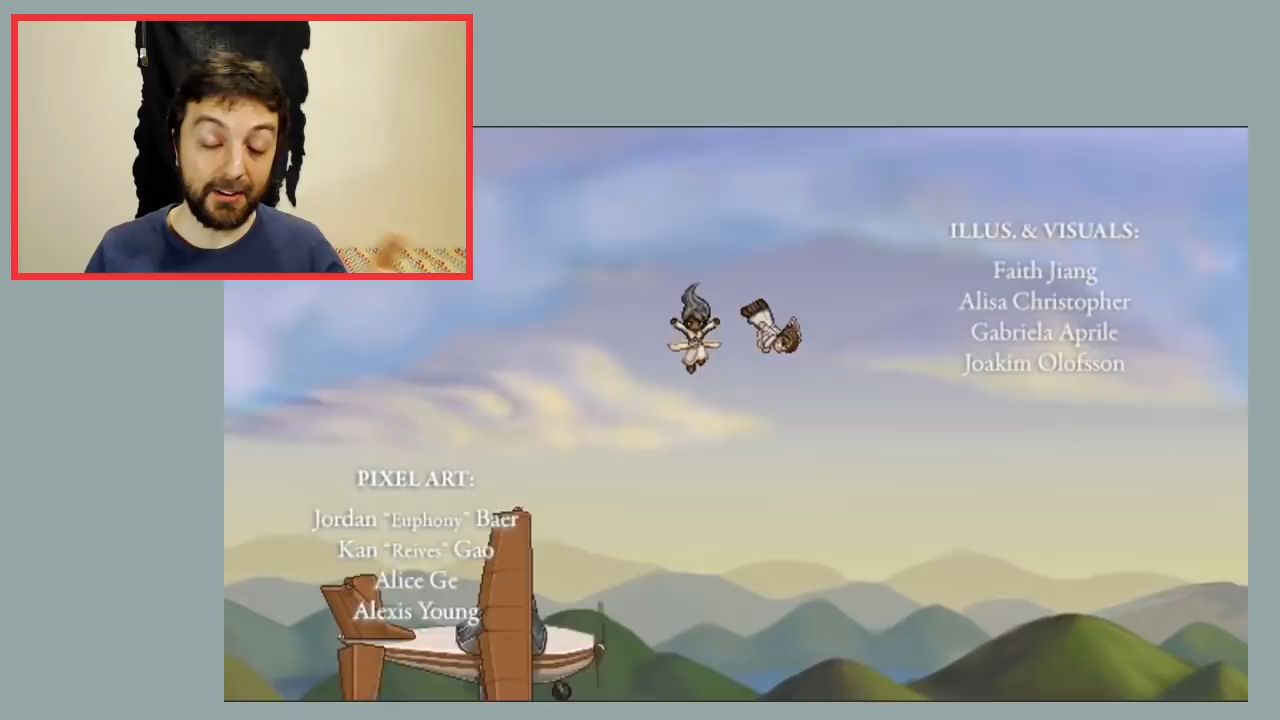 ILLUS. & VISUALS:
Faith Jiang
Alisa Christopher
Gabriela Aprile
Joakim Olofsson
PIXEL ART:
Jordan "Euphony" Baer
Kan "Reives" Gao
Alice Ge
Alexis Young